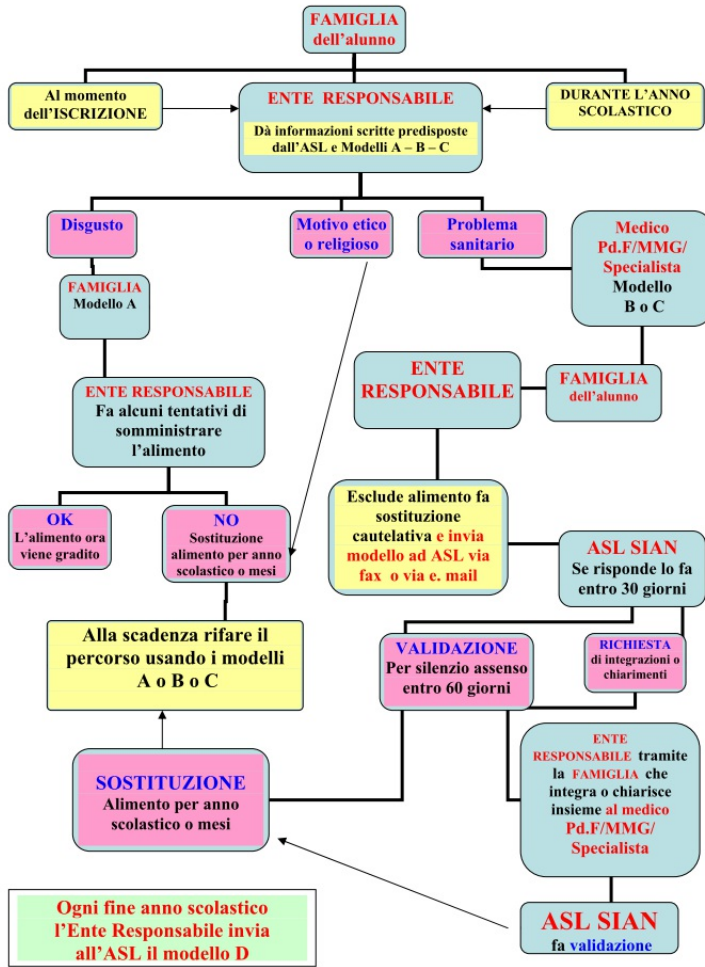 FAMIGLIA
dell'alunno
Al momento
dell'ISCRIZIONE
ENTE RESPONSABILE
Dà informazioni scritte predisposte
dall'ASL e Modelli A – B – C
DURANTE L'ANNO
SCOLASTICO
Disgusto
Motivo etico
o religioso
Problema
sanitario
Medico
Pd.F/MMG/
Specialista
Modello
B o C
FAMIGLIA
Modello A
ENTE
RESPONSABILE
FAMIGLIA
dell'alunno
ENTE RESPONSABILE
Fa alcuni tentativi di
somministrare
l'alimento
OK
L'alimento ora
viene gradito
NO
Sostituzione
alimento per anno
scolastico o mesi
Esclude alimento fa
sostituzione
cautelativa e invia
modello ad ASL via
fax o via e. mail
ASL SIAN
Se risponde lo fa
entro 30 giorni
Alla scadenza rifare il
percorso usando i modelli
A o B o C
VALIDAZIONE
Per silenzio assenso
entro 60 giorni
RICHIESTA
di integrazioni o
chiarimenti
SOSTITUZIONE
Alimento per anno
scolastico o mesi
ENTE
RESPONSABILE tramite
la FAMIGLIA che
integra o chiarisce
insieme al medico
Pd.F/MMG/
Specialista
Ogni fine anno scolastico
l'Ente Responsabile invia
all'ASL il modello D
ASL SIAN
fa validazione